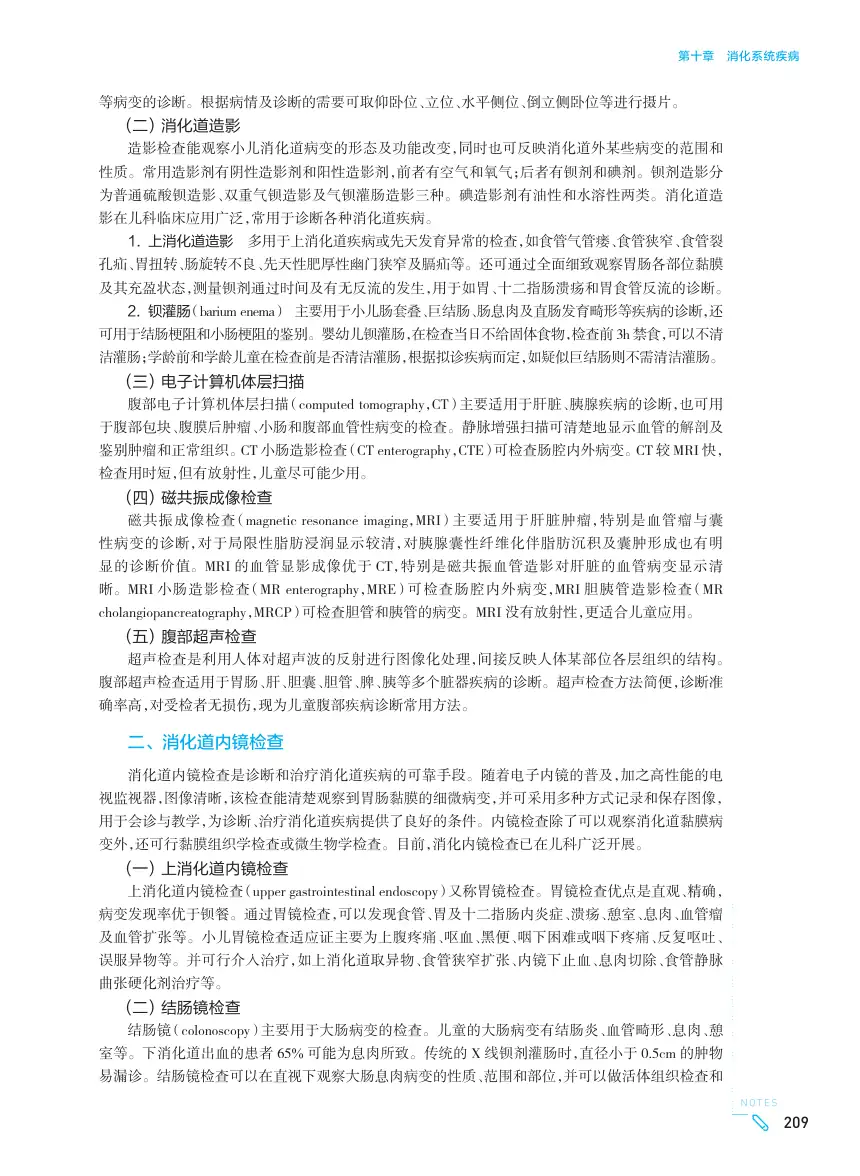 第十章 消化系统疾病
等病变的诊断。根据病情及诊断的需要可取仰卧位、立位、水平侧位、倒立侧卧位等进行摄片。
（二）消化道造影
造影检查能观察小儿消化道病变的形态及功能改变，同时也可反映消化道外某些病变的范围和
性质。常用造影剂有阴性造影剂和阳性造影剂，前者有空气和氧气；后者有钡剂和碘剂。钡剂造影分
为普通硫酸钡造影、双重气钡造影及气钡灌肠造影三种。碘造影剂有油性和水溶性两类。消化道造
影在儿科临床应用广泛，常用于诊断各种消化道疾病。
1. 上消化道造影 多用于上消化道疾病或先天发育异常的检查，如食管气管瘘、食管狭窄、食管裂
孔疝、胃扭转、肠旋转不良、先天性肥厚性幽门狭窄及膈疝等。还可通过全面细致观察胃肠各部位黏膜
及其充盈状态，测量钡剂通过时间及有无反流的发生，用于如胃、十二指肠溃疡和胃食管反流的诊断。
2. 钡灌肠（barium enema） 主要用于小儿肠套叠、巨结肠、肠息肉及直肠发育畸形等疾病的诊断，还
可用于结肠梗阻和小肠梗阻的鉴别。婴幼儿钡灌肠，在检查当日不给固体食物，检查前 3h 禁食，可以不清
洁灌肠；学龄前和学龄儿童在检查前是否清洁灌肠，根据拟诊疾病而定，如疑似巨结肠则不需清洁灌肠。
（三）电子计算机体层扫描
腹部电子计算机体层扫描（computed tomography，CT）主要适用于肝脏、胰腺疾病的诊断，也可用
于腹部包块、腹膜后肿瘤、小肠和腹部血管性病变的检查。静脉增强扫描可清楚地显示血管的解剖及
鉴别肿瘤和正常组织。CT 小肠造影检查（CT enterography，CTE）可检查肠腔内外病变。CT 较 MRI 快，
检查用时短，但有放射性，儿童尽可能少用。
（四）磁共振成像检查
磁共振成像检查（magnetic resonance imaging，MRI）主要适用于肝脏肿瘤，特别是血管瘤与囊
性病变的诊断，对于局限性脂肪浸润显示较清，对胰腺囊性纤维化伴脂肪沉积及囊肿形成也有明
显的诊断价值。MRI 的血管显影成像优于 CT，特别是磁共振血管造影对肝脏的血管病变显示清
晰。MRI 小肠造影检查（MR enterography，MRE）可检查肠腔内外病变，MRI 胆胰管造影检查（MR
cholangiopancreatography，MRCP）可检查胆管和胰管的病变。MRI 没有放射性，更适合儿童应用。
（五）腹部超声检查
超声检查是利用人体对超声波的反射进行图像化处理，间接反映人体某部位各层组织的结构。
腹部超声检查适用于胃肠、肝、胆囊、胆管、脾、胰等多个脏器疾病的诊断。超声检查方法简便，诊断准
确率高，对受检者无损伤，现为儿童腹部疾病诊断常用方法。
二、消化道内镜检查
消化道内镜检查是诊断和治疗消化道疾病的可靠手段。随着电子内镜的普及，加之高性能的电
视监视器，图像清晰，该检查能清楚观察到胃肠黏膜的细微病变，并可采用多种方式记录和保存图像，
用于会诊与教学，为诊断、治疗消化道疾病提供了良好的条件。内镜检查除了可以观察消化道黏膜病
变外，还可行黏膜组织学检查或微生物学检查。目前，消化内镜检查已在儿科广泛开展。
（一）上消化道内镜检查
上消化道内镜检查（upper gastrointestinal endoscopy）又称胃镜检查。胃镜检查优点是直观、精确，
病变发现率优于钡餐。通过胃镜检查，可以发现食管、胃及十二指肠内炎症、溃疡、憩室、息肉、血管瘤
及血管扩张等。小儿胃镜检查适应证主要为上腹疼痛、呕血、黑便、咽下困难或咽下疼痛、反复呕吐、
误服异物等。并可行介入治疗，如上消化道取异物、食管狭窄扩张、内镜下止血、息肉切除、食管静脉
曲张硬化剂治疗等。
（二）结肠镜检查
结肠镜（colonoscopy）主要用于大肠病变的检查。儿童的大肠病变有结肠炎、血管畸形、息肉、憩
室等。下消化道出血的患者 65% 可能为息肉所致。传统的 X 线钡剂灌肠时，直径小于 0.5cm 的肿物
易漏诊。结肠镜检查可以在直视下观察大肠息肉病变的性质、范围和部位，并可以做活体组织检查和
NOTES
209